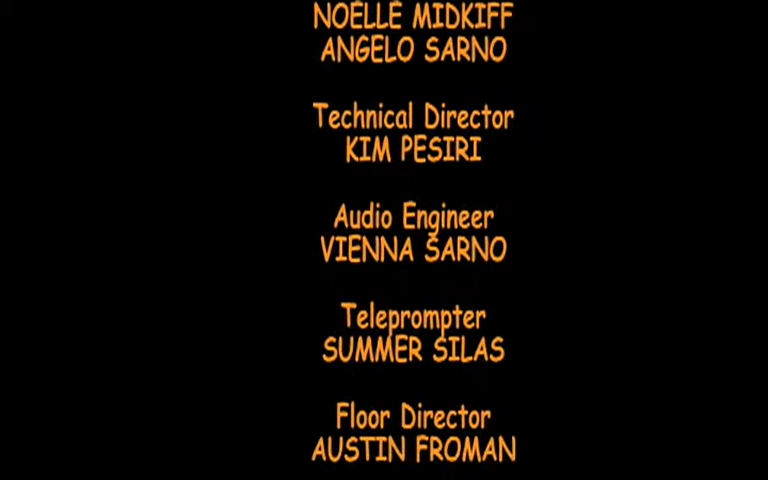 NOËLLE MIDKIFF
ANGELO SARNO
Technical Director
KIM PESIRI
Audio Engineer
VIENNA SARNO
Teleprompter
SUMMER SILAS
Floor Director
AUSTIN FROMAN